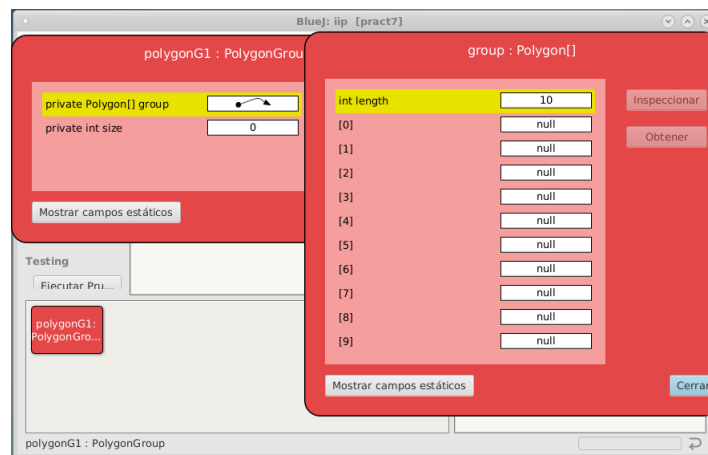 BlueJ: iip [pract7]
polygonG1 : PolygonGrou
private Polygon[] group
private int size 0
Mostrar campos estáticos
group : Polygon[]
int length 10
[0] null
[1] null
[2] null
[3] null
[4] null
[5] null
[6] null
[7] null
[8] null
[9] null
Inspeccionar
Obtener
Mostrar campos estáticos
Cerrar
Testing
Ejecutar Pru...
polygonG1:
PolygonGro...
polygonG1 : PolygonGroup